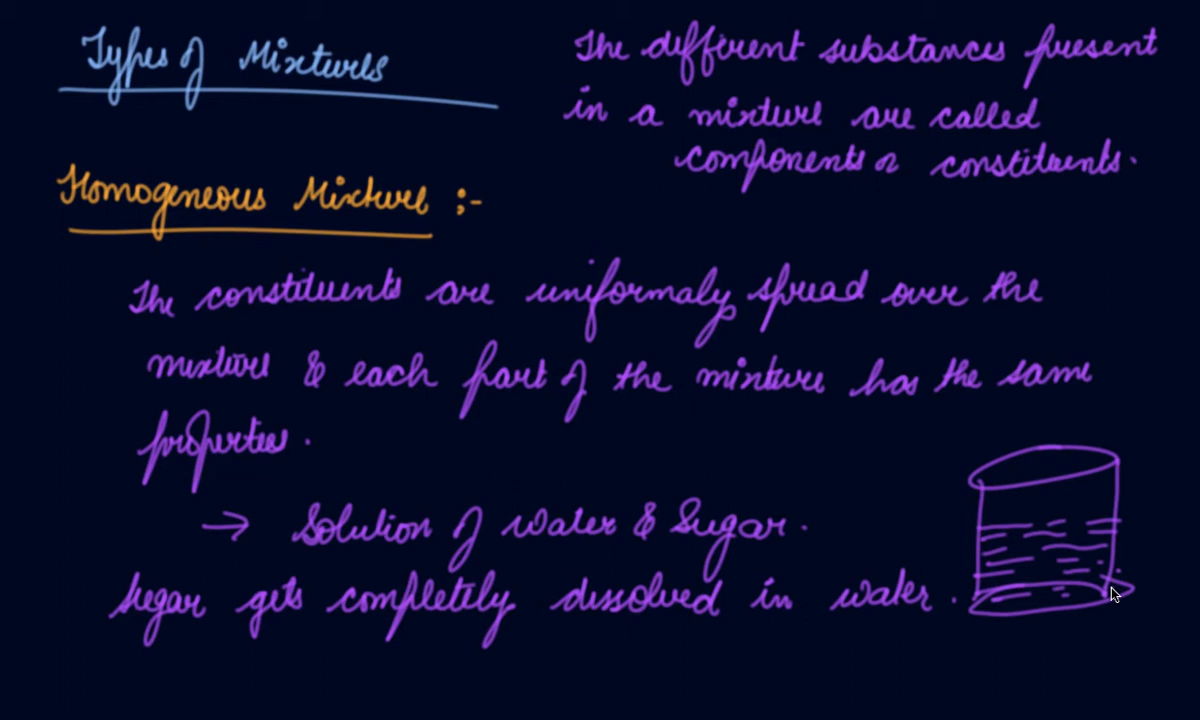 Types of Mixtures
The different substances present
in a mixture are called
components or constituents.
Homogeneous Mixture :-
The constituents are uniformaly spread over the
mixture & each part of the mixture has the same
properties.
→ Solution of water & Sugar.
Sugar gets completely dissolved in water.